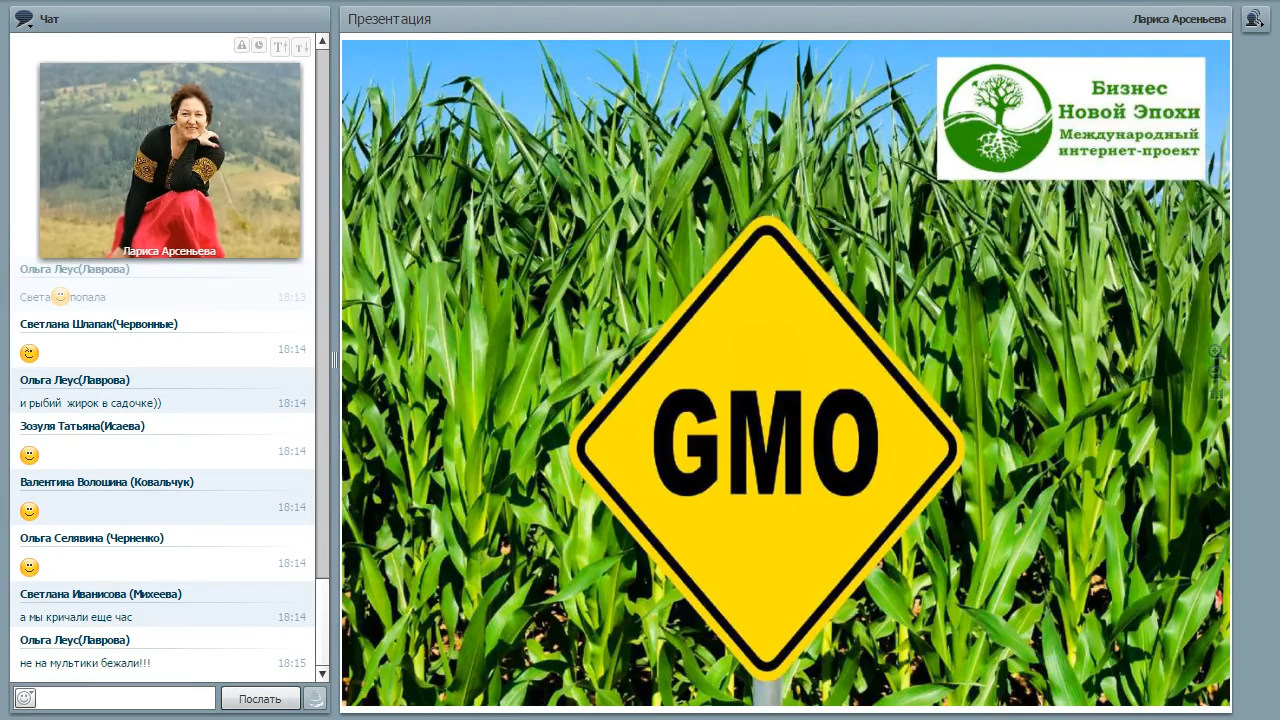 Чат
Лариса Арсеньева
Ольга Леус(Лаврова)
Света попала
18:13
Светлана Шлапак(Червонные)
18:14
Ольга Леус(Лаврова)
и рыбий жирок в садочке))
18:14
Зозуля Татьяна(Исаева)
18:14
Валентина Волошина (Ковальчук)
18:14
Ольга Селявина (Черненко)
18:14
Светлана Иванисова (Михеева)
а мы кричали еще час
18:14
Ольга Леус(Лаврова)
не на мультики бежали!!!
18:15
Послать
Презентация
Лариса Арсеньева
Бизнес
Новой Эпохи
Международный
интернет-проект
GMO